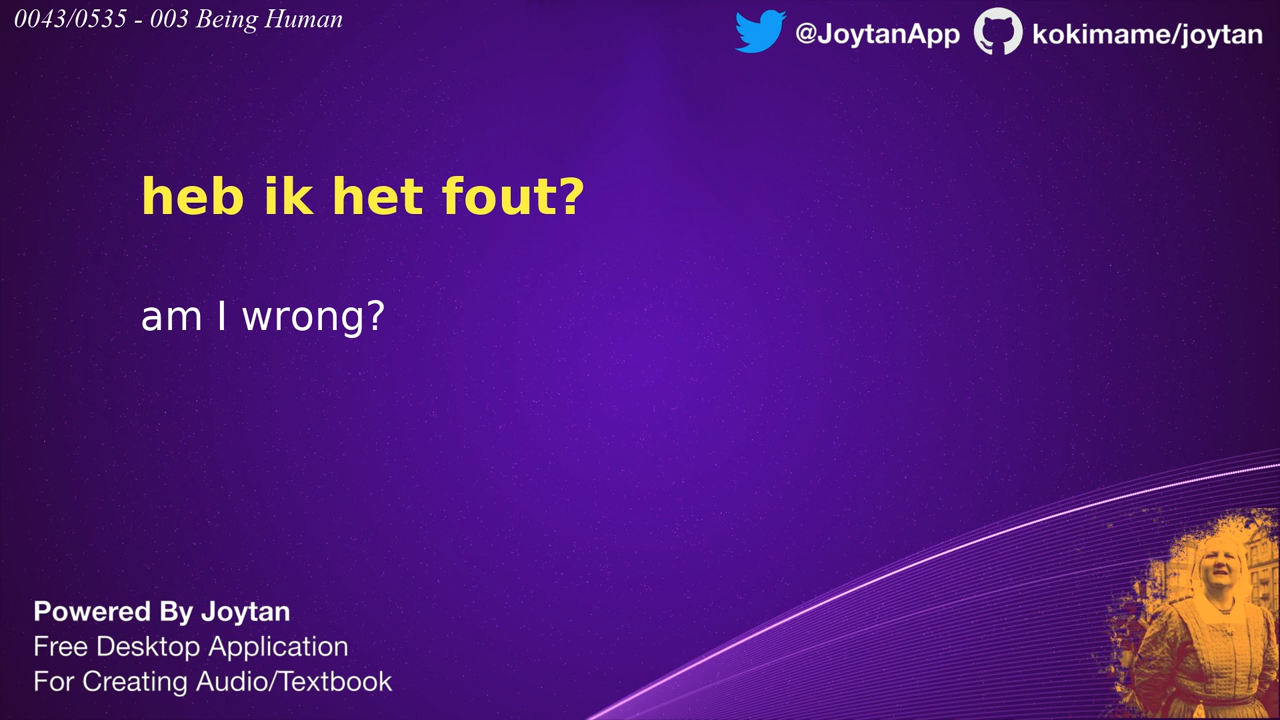 0043/0535 - 003 Being Human
@JoytanApp kokimame/joytan
heb ik het fout?
am I wrong?
Powered By Joytan
Free Desktop Application
For Creating Audio/Textbook